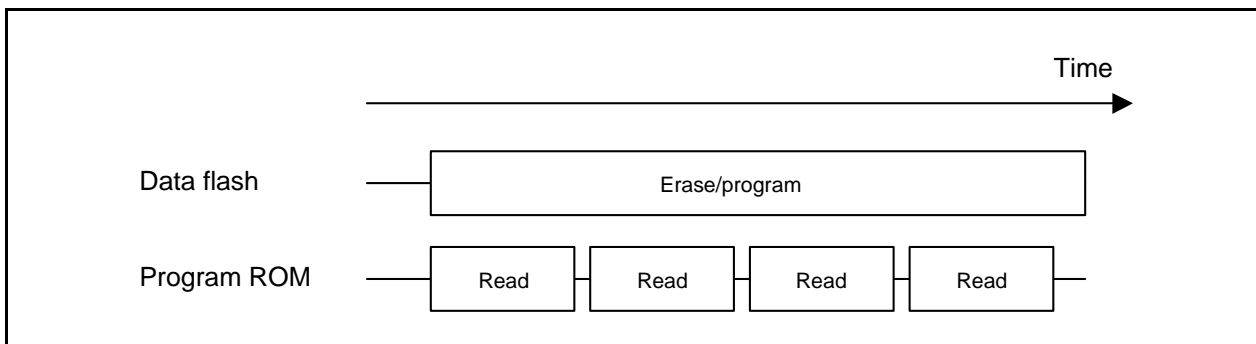 Time
Data flash
Erase/program
Program ROM
Read
Read
Read
Read